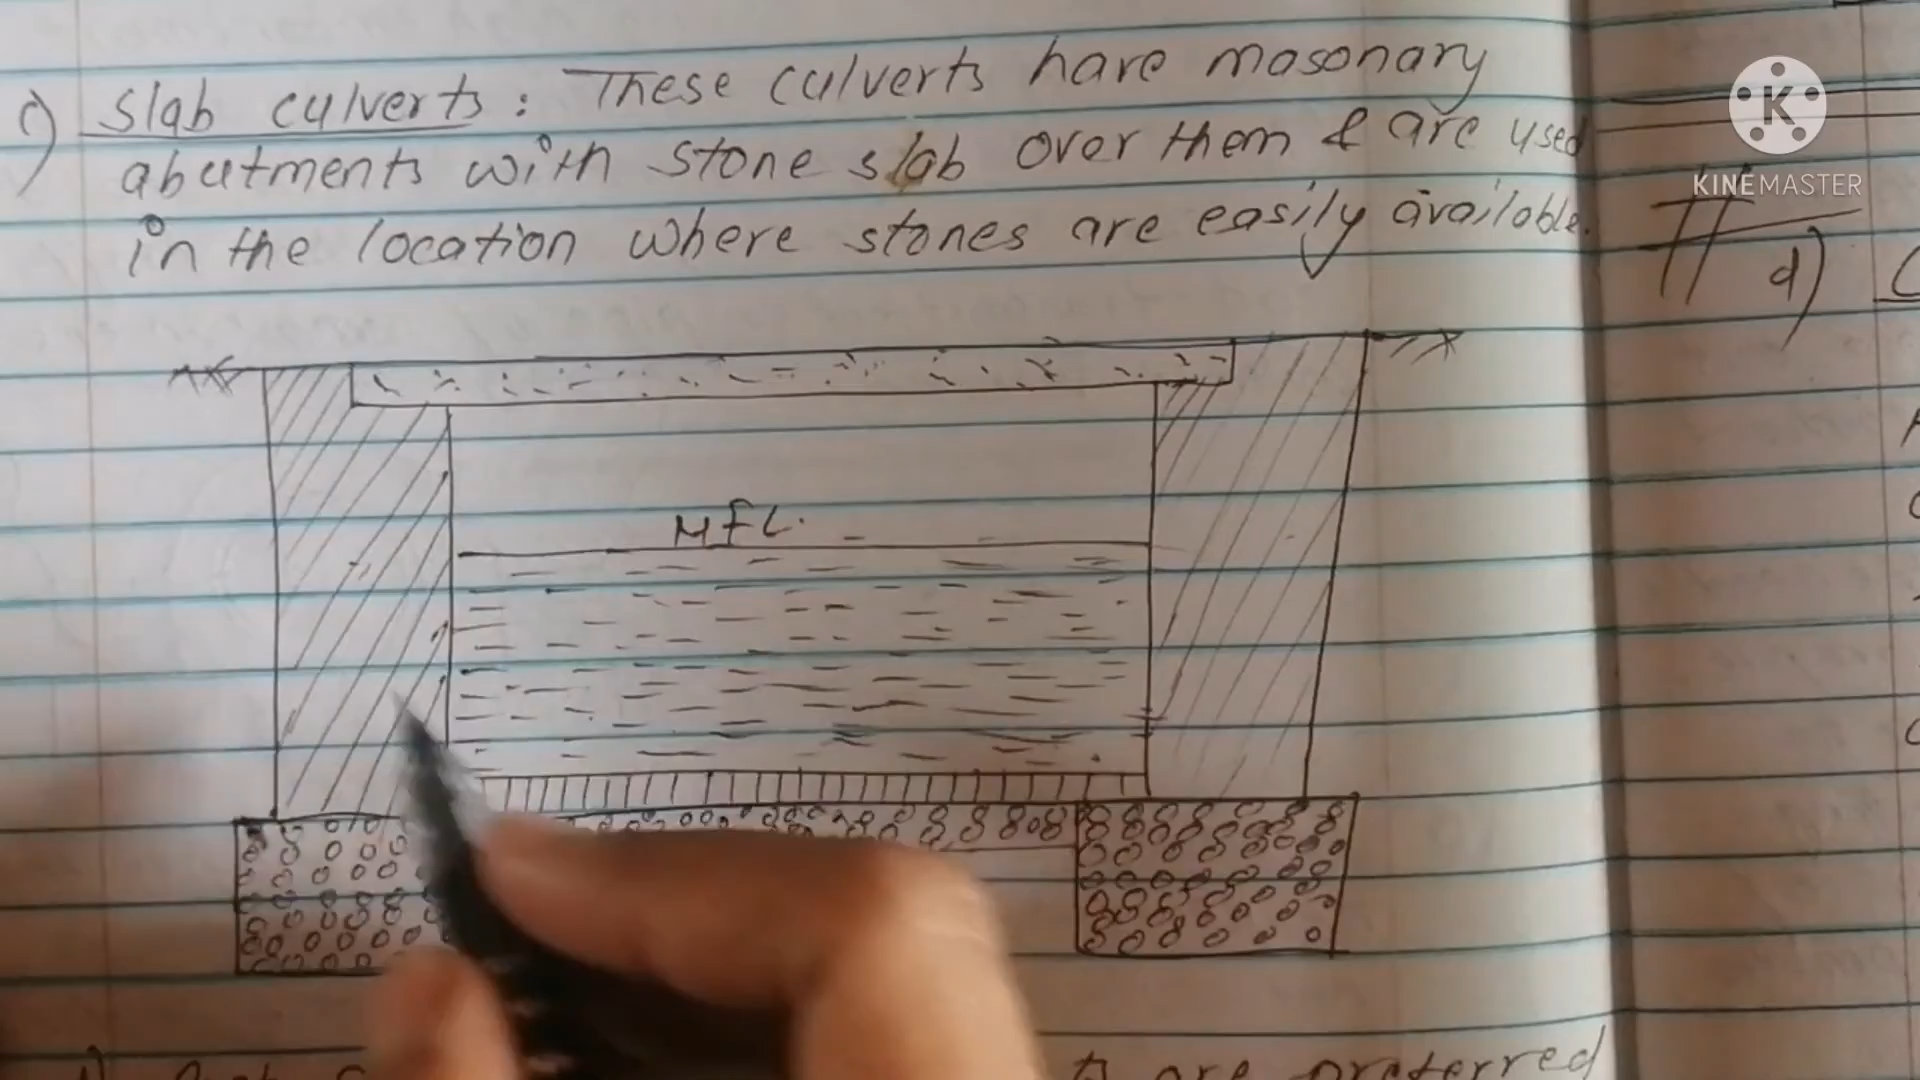 c) Slab culverts : These culverts have masonary
abutments with stone slab over them & are used
in the location where stones are easily available.
HFL.
are preferred
d)
KINEMASTER